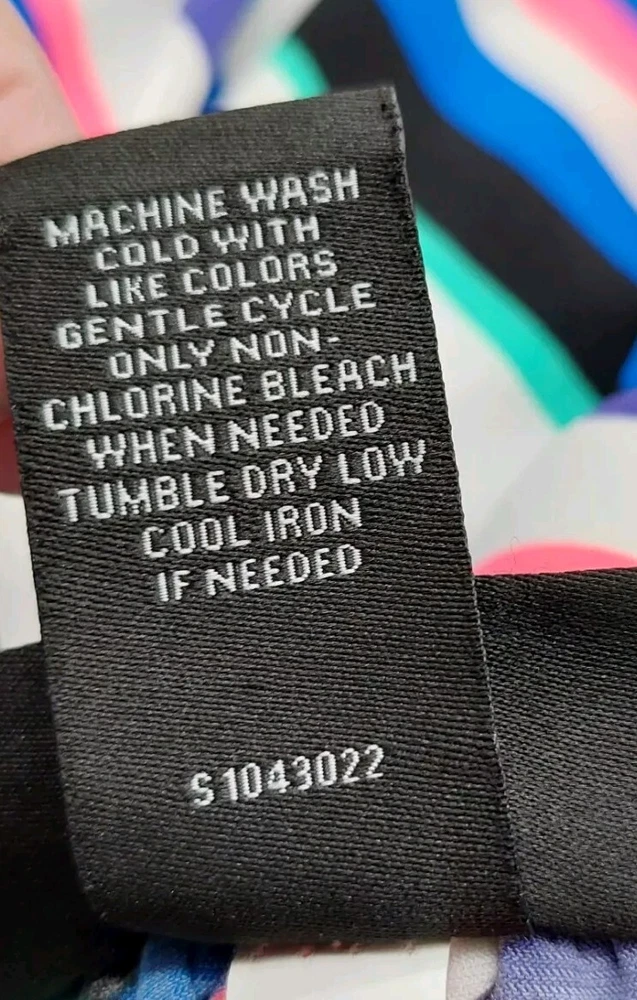 MACHINE WASH
COLD WITH
LIKE COLORS
GENTLE CYCLE
ONLY NON-
CHLORINE BLEACH
WHEN NEEDED
TUMBLE DRY LOW
COOL IRON
IF NEEDED
S1043022